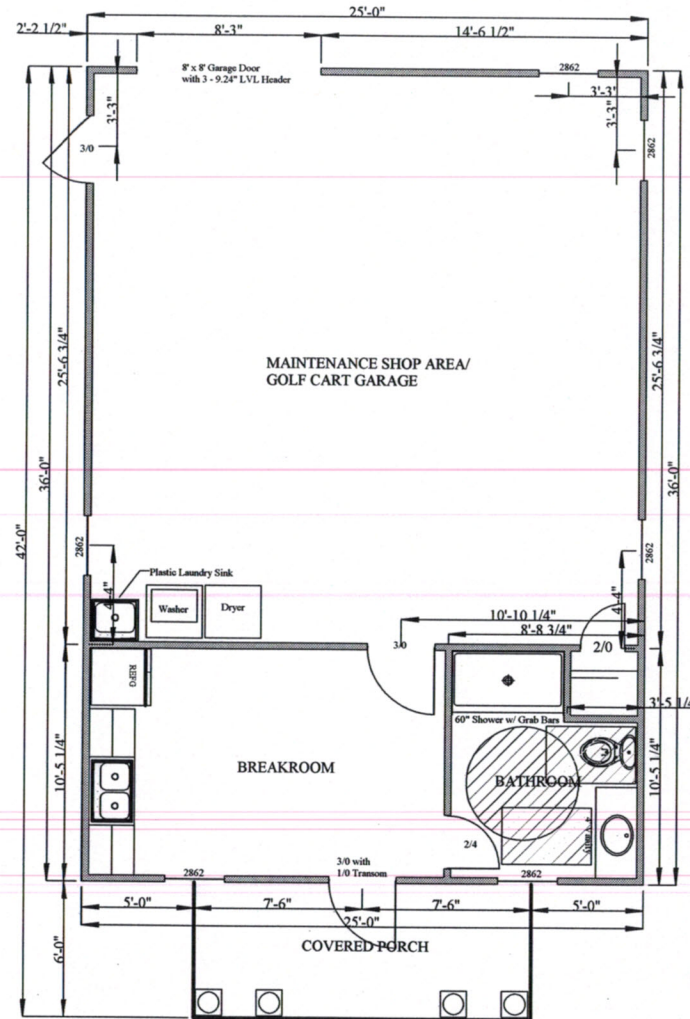 25'-0"
2'-2 1/2" 8'-3" 14'-6 1/2"
8' x 8' Garage Door
with 3 - 9.24" LVL Header
2862
3'-3"
3'-3"
3'-3"
3/0
2862
25'-6 3/4"
25'-6 3/4"
MAINTENANCE SHOP AREA/
GOLF CART GARAGE
36'-0"
36'-0"
42'-0"
2862
2862
Plastic Laundry Sink
4'-4"
Washer
Dryer
4'-4"
10'-10 1/4"
8'-8 3/4"
3/0
2/0
REFG
3'-5 1/4
60" Shower w/ Grab Bars
10'-5 1/4"
BREAKROOM
BATHROOM
10'-5 1/4"
2/4
3/0 with
1/0 Transom
2862
2862
5'-0" 7'-6" 7'-6" 5'-0"
25'-0"
6'-0"
COVERED PORCH